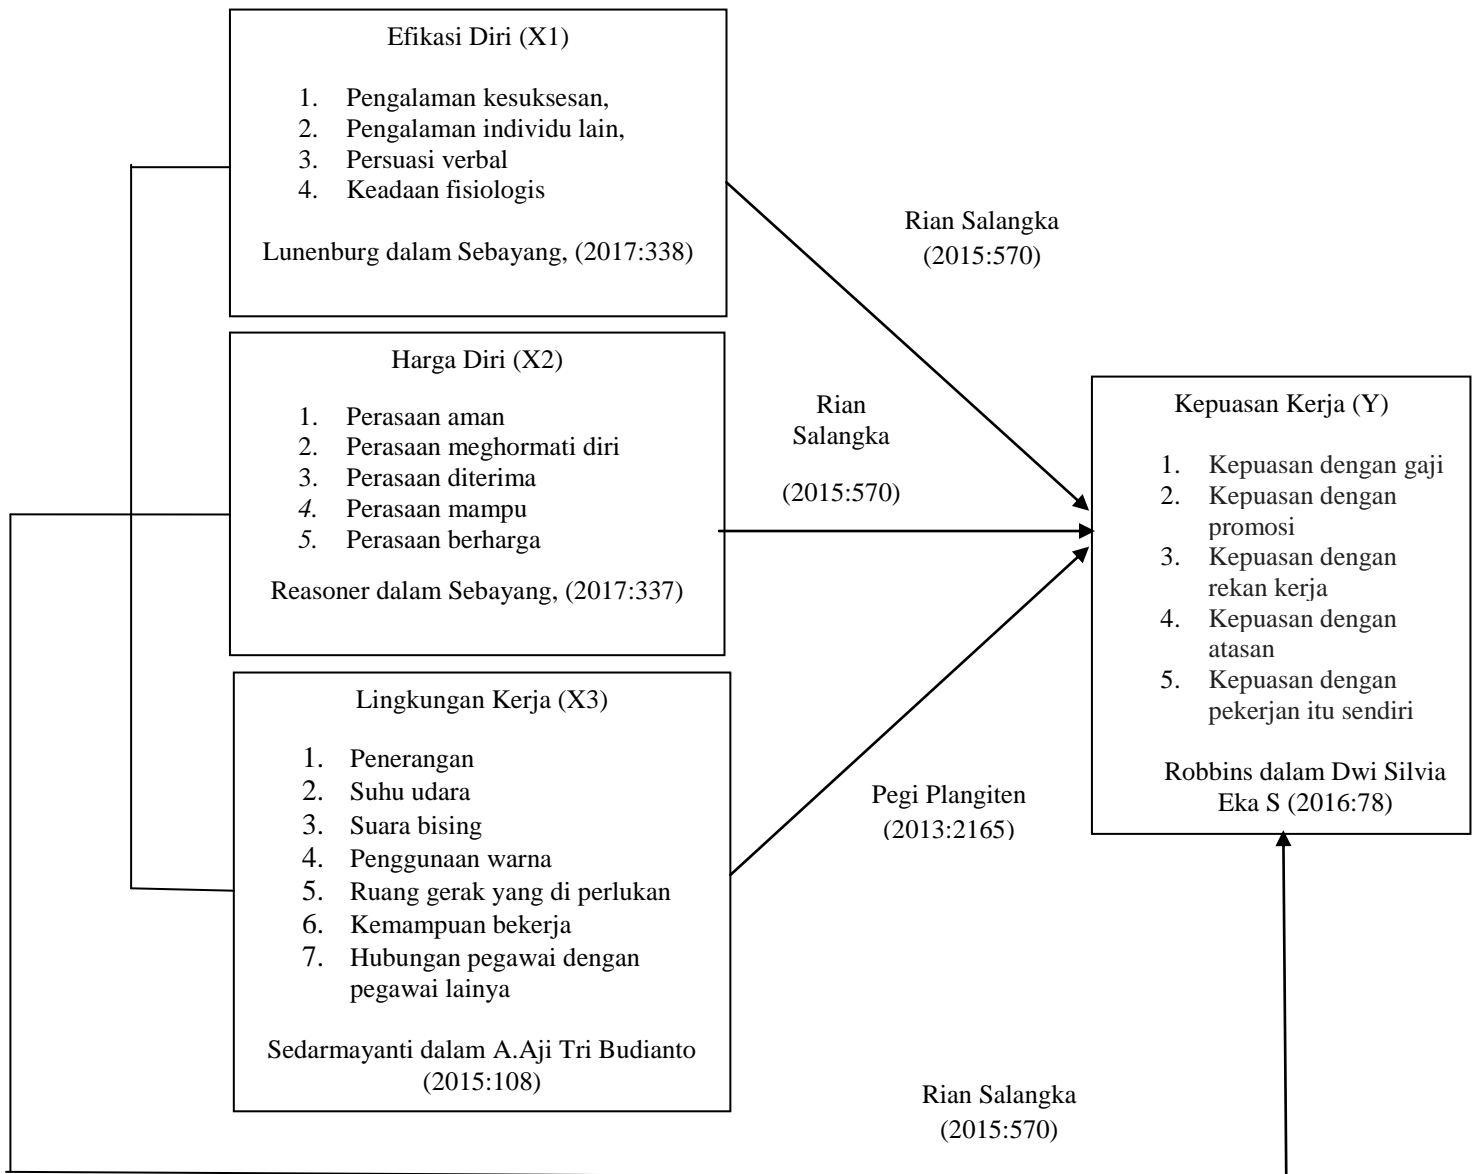 Efikasi Diri (X1)
1. Pengalaman kesuksesan,
2. Pengalaman individu lain,
3. Persuasi verbal
4. Keadaan fisiologis
Lunenburg dalam Sebayang, (2017:338)
Rian Salangka
(2015:570)
Harga Diri (X2)
1. Perasaan aman
2. Perasaan meghormati diri
3. Perasaan diterima
4. Perasaan mampu
5. Perasaan berharga
Reasoner dalam Sebayang, (2017:337)
Rian
Salangka
(2015:570)
Kepuasan Kerja (Y)
1. Kepuasan dengan gaji
2. Kepuasan dengan
promosi
3. Kepuasan dengan
rekan kerja
4. Kepuasan dengan
atasan
5. Kepuasan dengan
pekerjan itu sendiri
Robbins dalam Dwi Silvia
Eka S (2016:78)
Lingkungan Kerja (X3)
1. Penerangan
2. Suhu udara
3. Suara bising
4. Penggunaan warna
5. Ruang gerak yang di perlukan
6. Kemampuan bekerja
7. Hubungan pegawai dengan
pegawai lainya
Sedarmayanti dalam A.Aji Tri Budianto
(2015:108)
Pegi Plangiten
(2013:2165)
Rian Salangka
(2015:570)